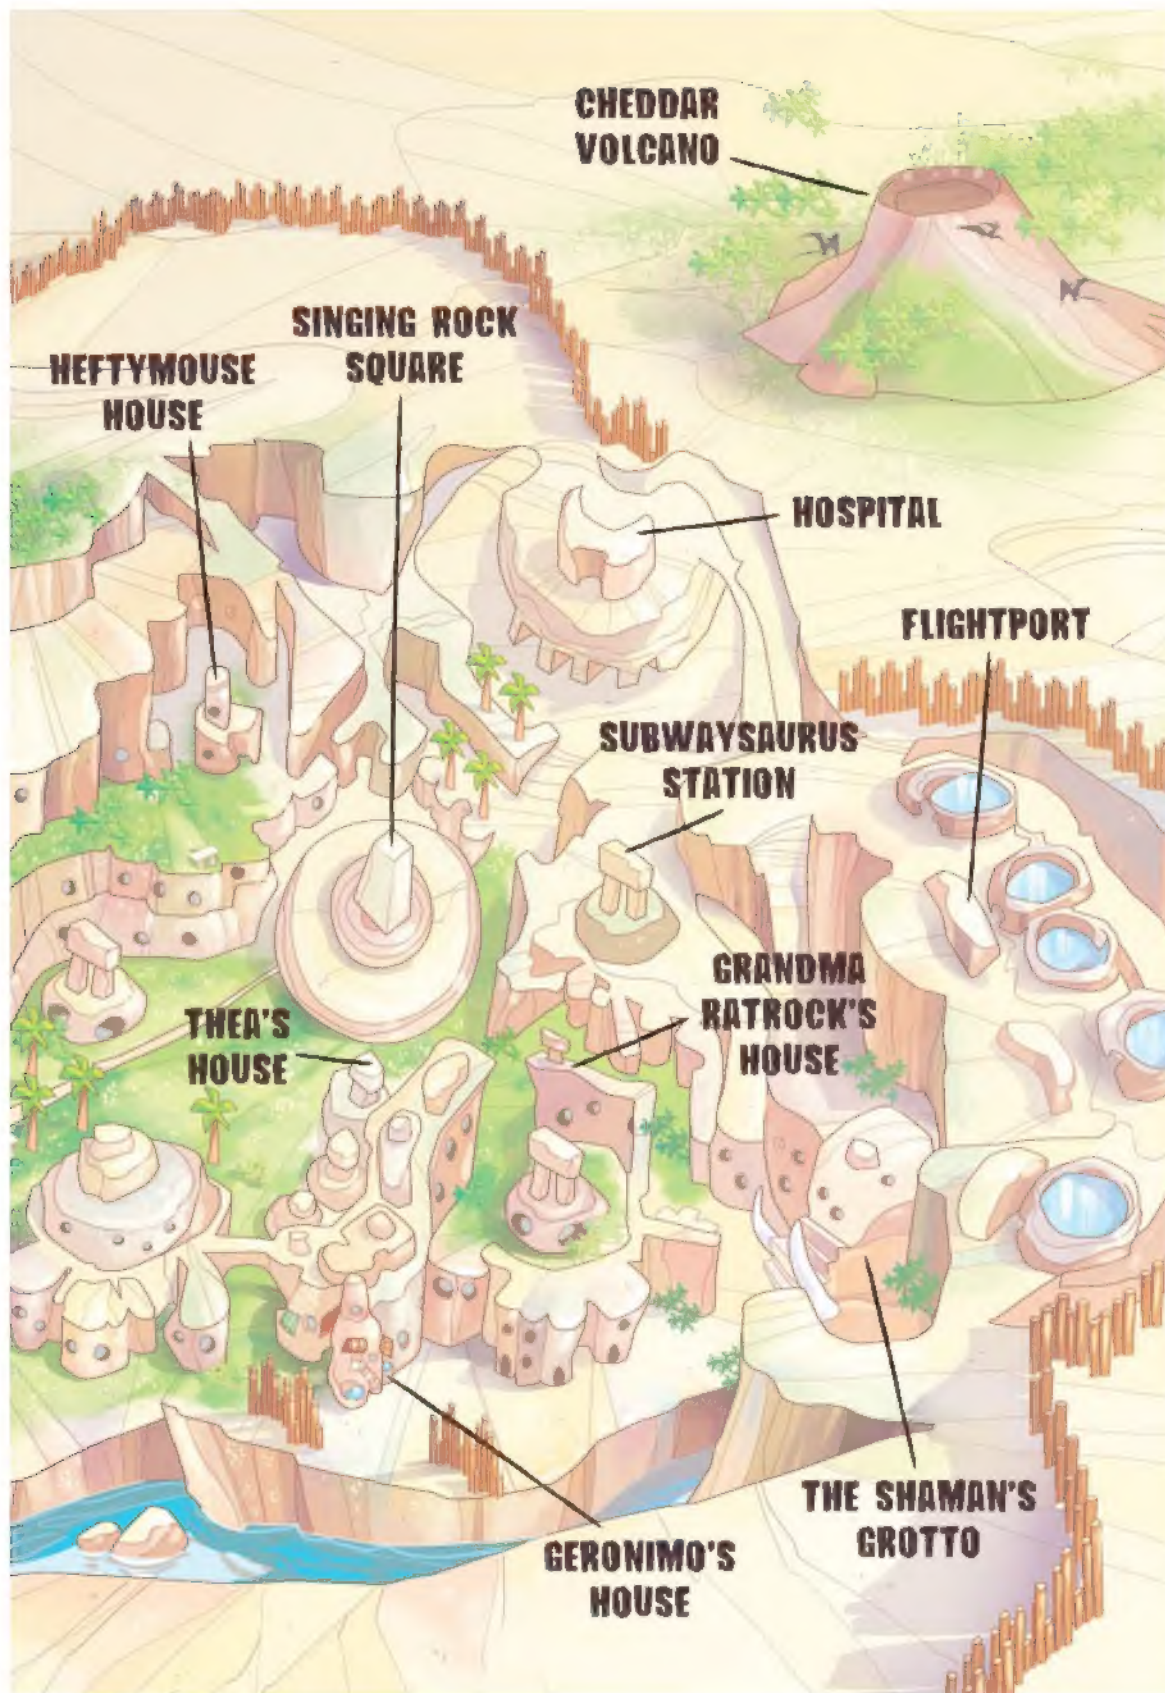 CHEDDAR
VOLCANO
SINGING ROCK
SQUARE
HEFTYMOUSE
HOUSE
HOSPITAL
FLIGHTPORT
SUBWAYSAURUS
STATION
GRANDMA
RATROCK'S
HOUSE
THEA'S
HOUSE
THE SHAMAN'S
GROTTO
GERONIMO'S
HOUSE